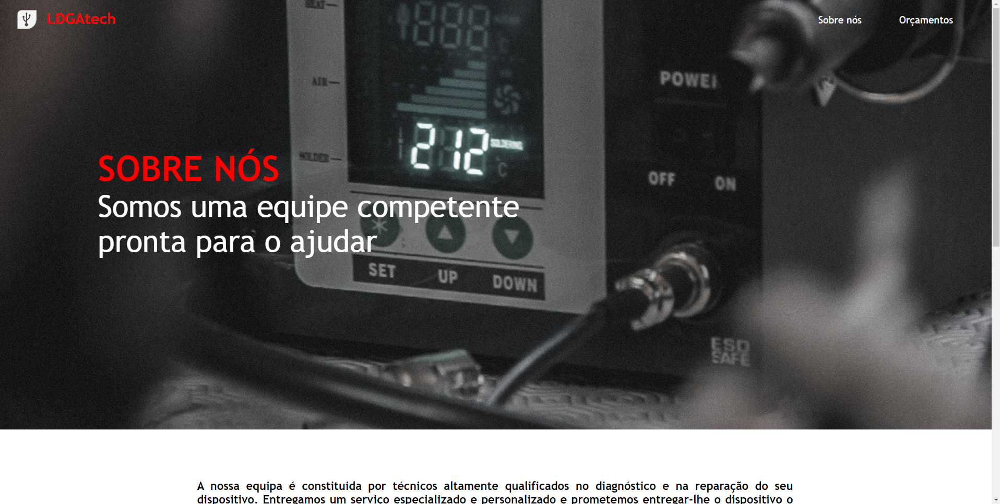 LDGAtech
Sobre nós
Orçamentos
HEAT
888
AIR
POWER
212
SOLDERING
SOLDER
°C
OFF
ON
SOBRE NÓS
Somos uma equipe competente
pronta para o ajudar
SET
UP
DOWN
ESD
SAFE
A nossa equipa é constituida por técnicos altamente qualificados no diagnóstico e na reparação do seu
dispositivo. Entregamos um serviço especializado e personalizado e prometemos entregar-lhe o dispositivo o